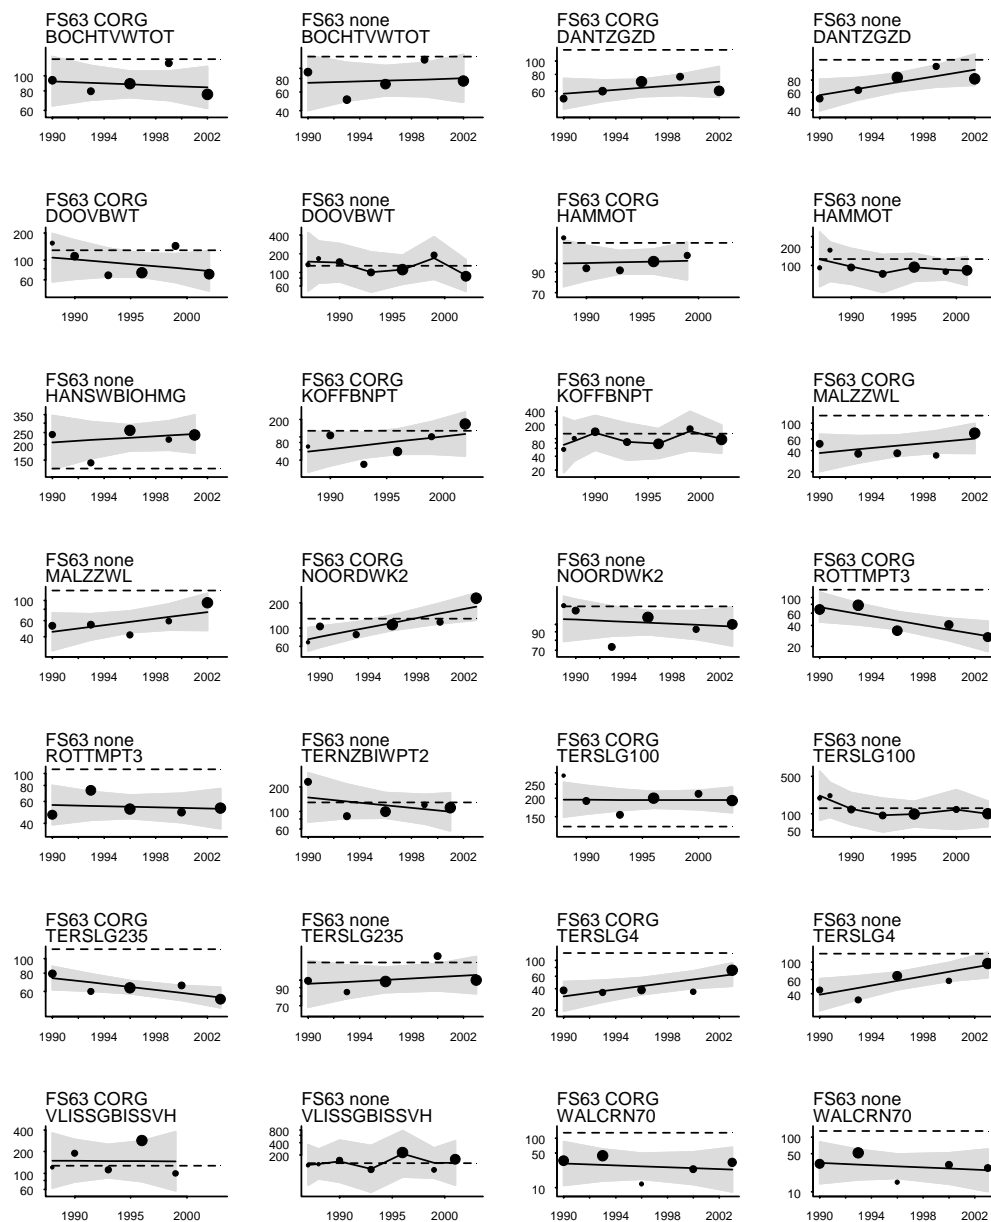 FS63 CORG
BOCHTVWTOT
100
80
60
1990 1994 1998 2002
FS63 none
BOCHTVWTOT
80
60
40
1990 1994 1998 2002
FS63 CORG
DANTZGZD
100
80
60
1990 1994 1998 2002
FS63 none
DANTZGZD
80
60
40
1990 1994 1998 2002
FS63 CORG
DOOVBWT
200
100
60
1990 1995 2000
FS63 none
DOOVBWT
400
200
100
60
1990 1995 2000
FS63 CORG
HAMMOT
90
70
1990 1994 1998
FS63 none
HAMMOT
200
100
1990 1995 2000
FS63 none
HANSWBIOHMG
350
250
200
150
1990 1994 1998
FS63 CORG
KOFFBNPT
200
80
40
1990 1995 2000
FS63 none
KOFFBNPT
400
200
80
40
20
1990 1995 2000
FS63 CORG
MALZZWL
100
60
40
20
1990 1994 1998 2002
FS63 none
MALZZWL
100
60
40
1990 1994 1998 2002
FS63 CORG
NOORDWK2
200
100
60
1990 1994 1998 2002
FS63 none
NOORDWK2
90
70
1990 1994 1998 2002
FS63 CORG
ROTTMPT3
100
60
40
20
1990 1994 1998 2002
FS63 none
ROTTMPT3
100
80
60
40
1990 1994 1998 2002
FS63 none
TERNZBIWPT2
200
100
60
1990 1994 1998 2002
FS63 CORG
TERSLG100
250
200
150
1990 1995 2000
FS63 none
TERSLG100
500
100
50
1990 1995 2000
FS63 CORG
TERSLG235
100
60
1990 1994 1998 2002
FS63 none
TERSLG235
90
70
1990 1994 1998 2002
FS63 CORG
TERSLG4
100
60
40
20
1990 1994 1998 2002
FS63 none
TERSLG4
100
60
40
1990 1994 1998 2002
FS63 CORG
VLISSGBISSVH
400
200
100
60
1990 1995 2000
FS63 none
VLISSGBISSVH
800
400
200
1990 1995 2000
FS63 CORG
WALCRN70
100
50
10
1990 1994 1998 2002
FS63 none
WALCRN70
100
50
10
1990 1994 1998 2002